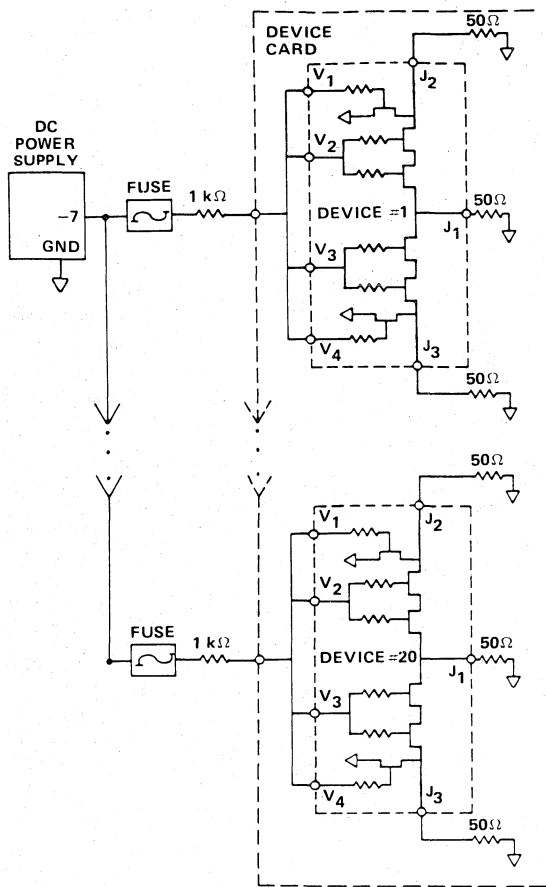 DEVICE
CARD
50Ω
V1
J2
DC
POWER
SUPPLY
V2
FUSE
1 kΩ
-7
DEVICE #1
50Ω
J1
GND
V3
V4
J3
50Ω
50Ω
V1
J2
V2
FUSE
1 kΩ
DEVICE #20
50Ω
J1
V3
V4
J3
50Ω